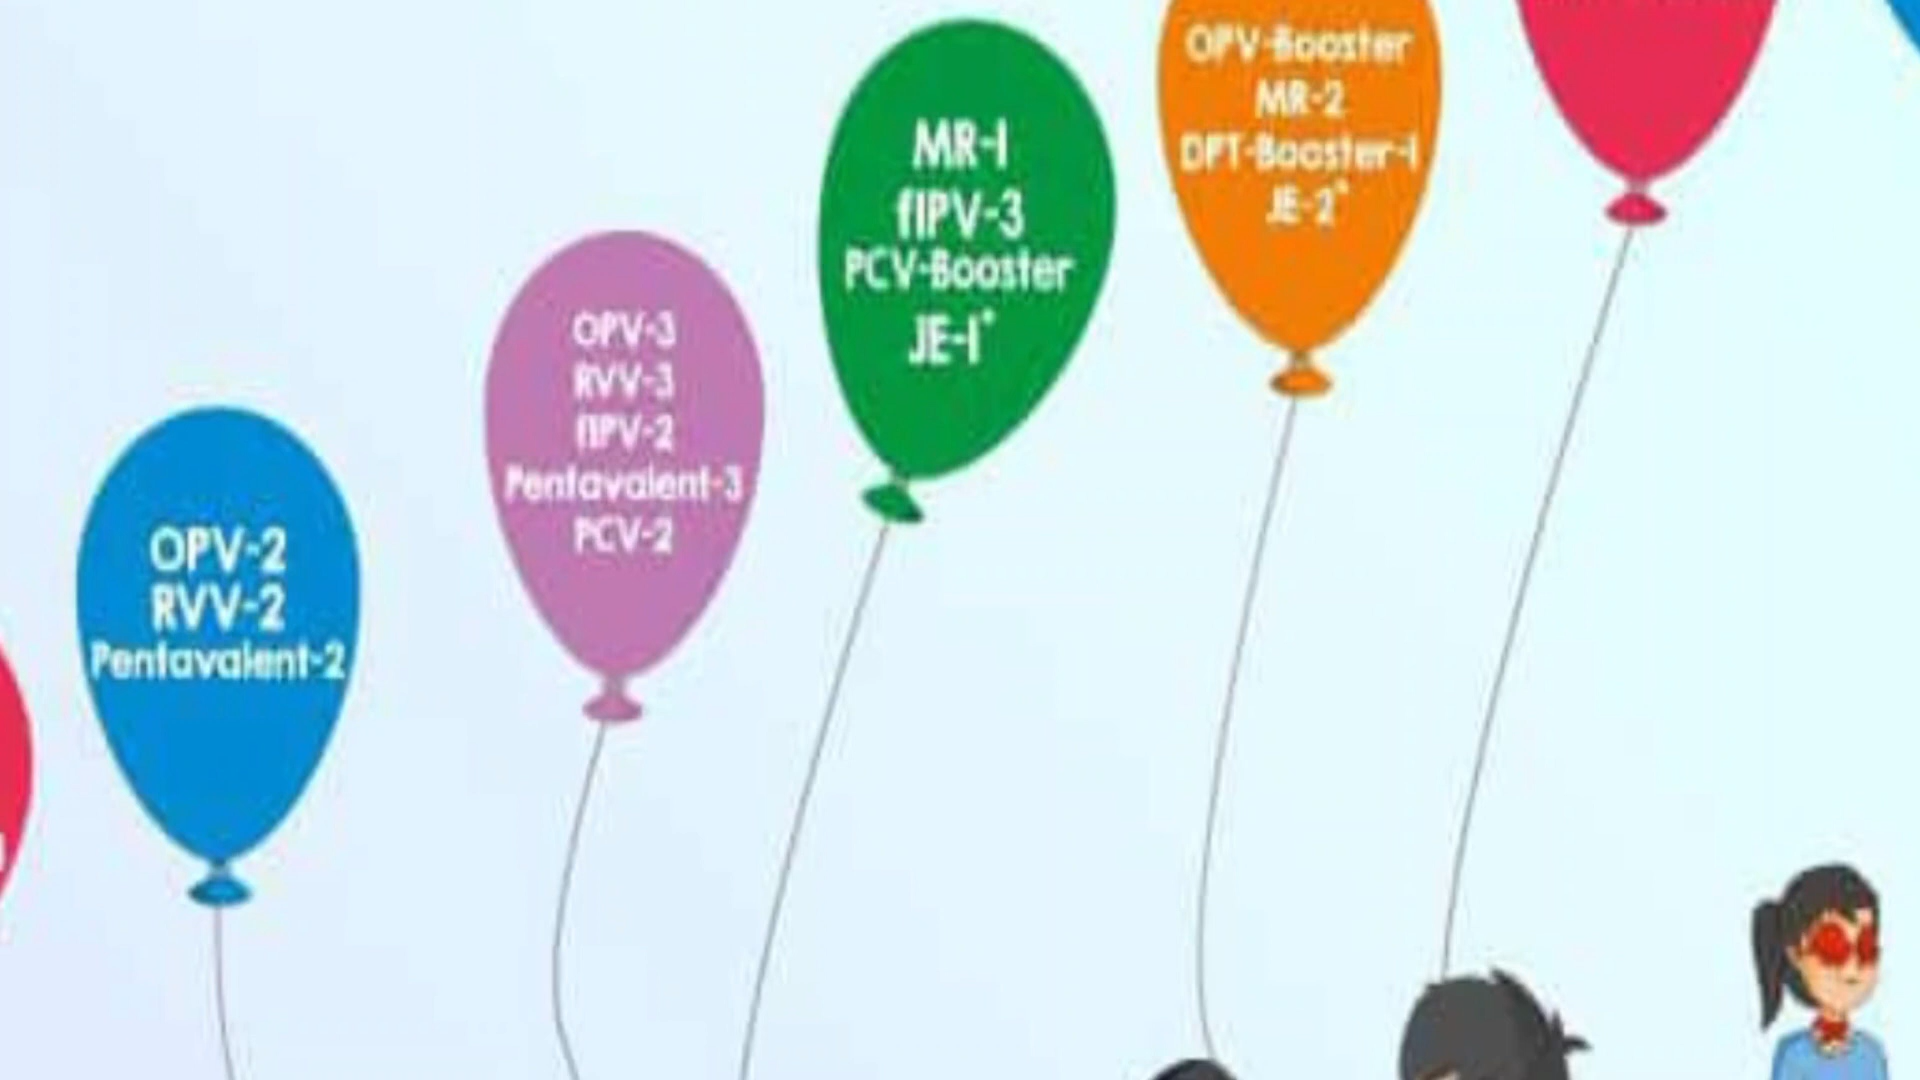 OPV-2
RVV-2
Pentavalent-2
OPV-3
RVV-3
fIPV-2
Pentavalent-3
PCV-2
MR-1
fIPV-3
PCV-Booster
JE-1*
OPV-Booster
MR-2
DPT-Booster-1
JE-2*